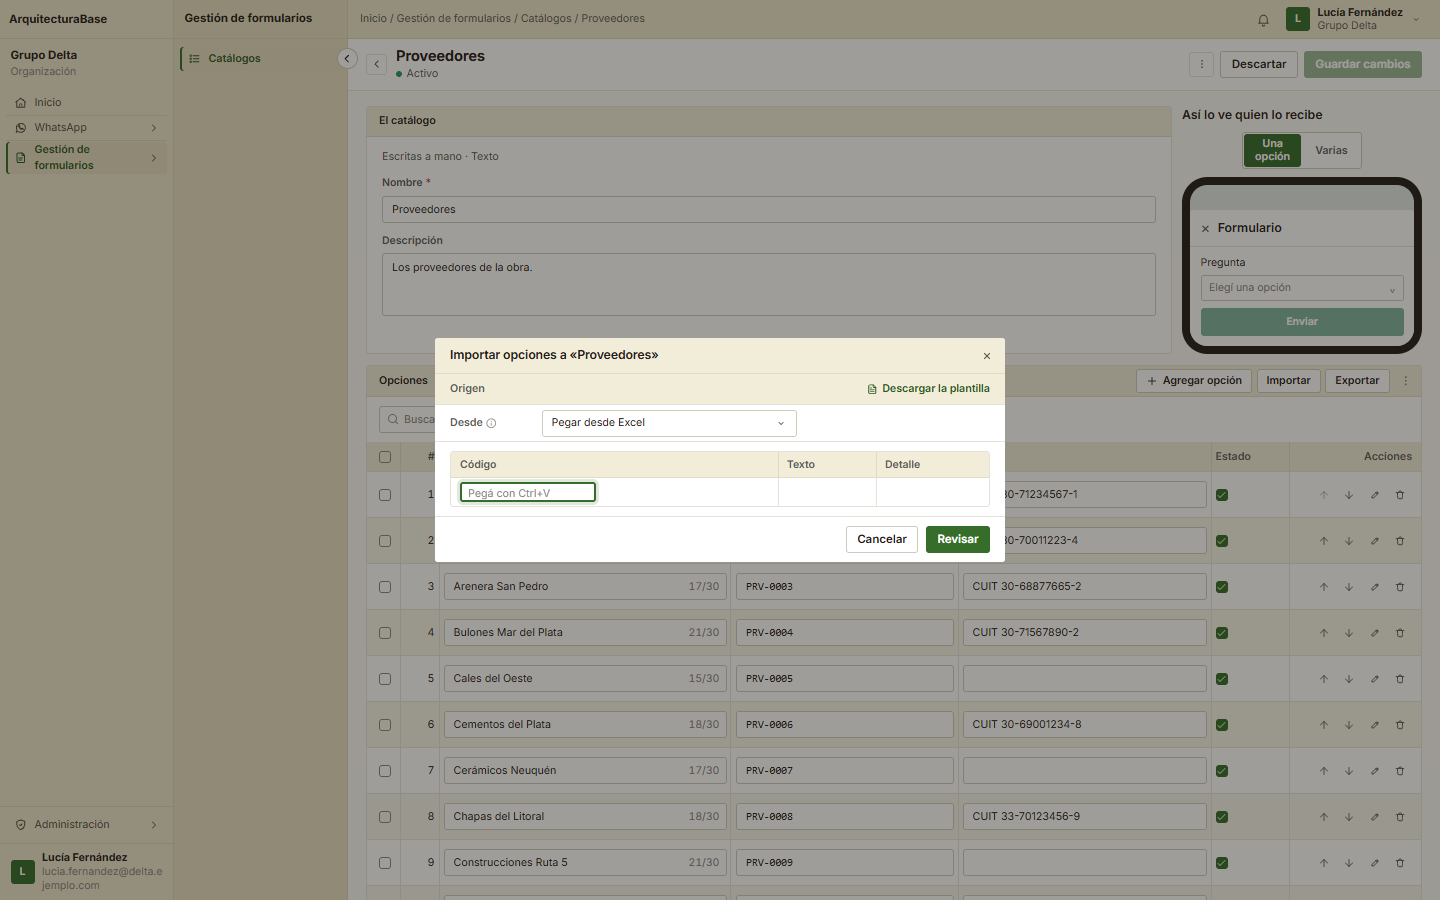 ArquitecturaBase
Gestión de formularios
Inicio / Gestión de formularios / Catálogos / Proveedores
L
Lucía Fernández
Grupo Delta
Grupo Delta
Organización
Inicio
WhatsApp
Gestión de
formularios
Catálogos
Proveedores
Activo
Descartar
Guardar cambios
El catálogo
Escritas a mano · Texto
Nombre *
Proveedores
Descripción
Los proveedores de la obra.
Así lo ve quien lo recibe
Una
opción
Varias
Formulario
Pregunta
Elegí una opción
Enviar
Opciones
Agregar opción
Importar
Exportar
Busca
Importar opciones a «Proveedores»
Origen
Descargar la plantilla
Desde
Pegar desde Excel
Código Texto Detalle
Pegá con Ctrl+V
Cancelar
Revisar
# Estado Acciones
1 30-71234567-1
2 30-70011223-4
3 Arenera San Pedro 17/30 PRV-0003 CUIT 30-68877665-2
4 Bulones Mar del Plata 21/30 PRV-0004 CUIT 30-71567890-2
5 Cales del Oeste 15/30 PRV-0005
6 Cementos del Plata 18/30 PRV-0006 CUIT 30-69001234-8
7 Cerámicos Neuquén 17/30 PRV-0007
8 Chapas del Litoral 18/30 PRV-0008 CUIT 33-70123456-9
9 Construcciones Ruta 5 21/30 PRV-0009
Administración
L
Lucía Fernández
lucia.fernandez@delta.e
jemplo.com